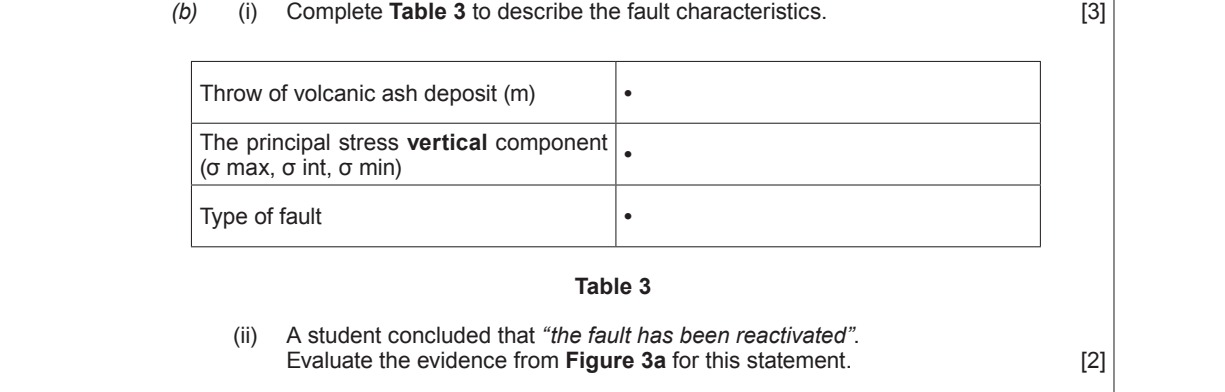 (b) (i) Complete Table 3 to describe the fault characteristics. [3]
Throw of volcanic ash deposit (m) •
The principal stress vertical component
(σ max, σ int, σ min) •
Type of fault •
Table 3
(ii) A student concluded that “the fault has been reactivated”.
Evaluate the evidence from Figure 3a for this statement. [2]